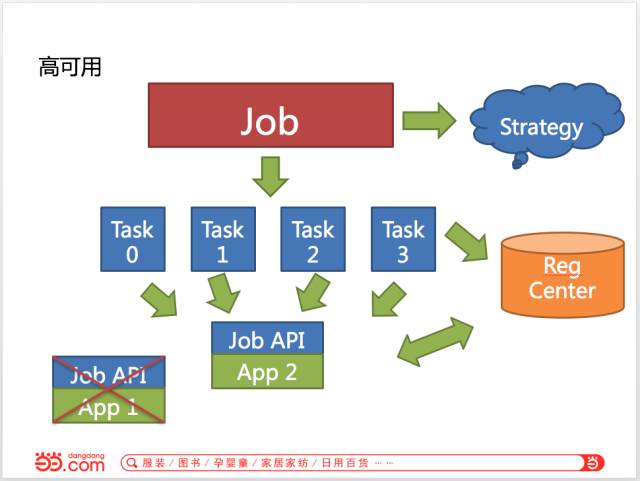 高可用
Job
Strategy
Task
0
Task
1
Task
2
Task
3
Reg
Center
Job API
App 2
Job API
App 1
dangdang
.com
服装 / 图书 / 孕婴童 / 家居家纺 / 日用百货 ··· ···